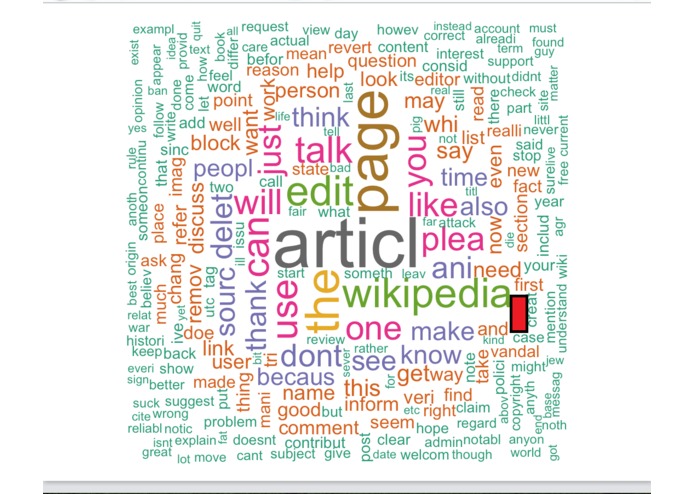 exampl quit all request view day howev instead account must
exist provid idea text book differ care actual mean revert content correct alreadi term found
appear how befor question interest consid support guy
ban come feel reason help look its editor without didnt matter
opinion done let word work person last real still read there check site
yes follow write add point want life think page may part littl
well tell pig whi not list realli never current
rule that sinc block just talk you say even said stop free
continu imag peopl state bad time new surelive
anoth someon two call edit titl fact year
place refer discuss delet will fair what like also section
issu can articl far attack now die includ agr
ask chang ill plea
origin much remov sourc tag start someth leav ani need your wiki
best believ utc use the wikipedia first understand
relat yet thank creat mention
war ive doe one make and
histori link review kind case
keep back user bit tri dont sever rather see know note take vandal might jew
everi show becaus for get way polici
sign better made thing mani name this inform veri find abov copyright anyth messag base
suck suggest put good but etc right claim
cite wrong problem comment seem hope regard end noth
reliabl notic fat
isnt explain doesnt contribut post clear admin notabl anyon
great lot move cant subject give date welcom though world got